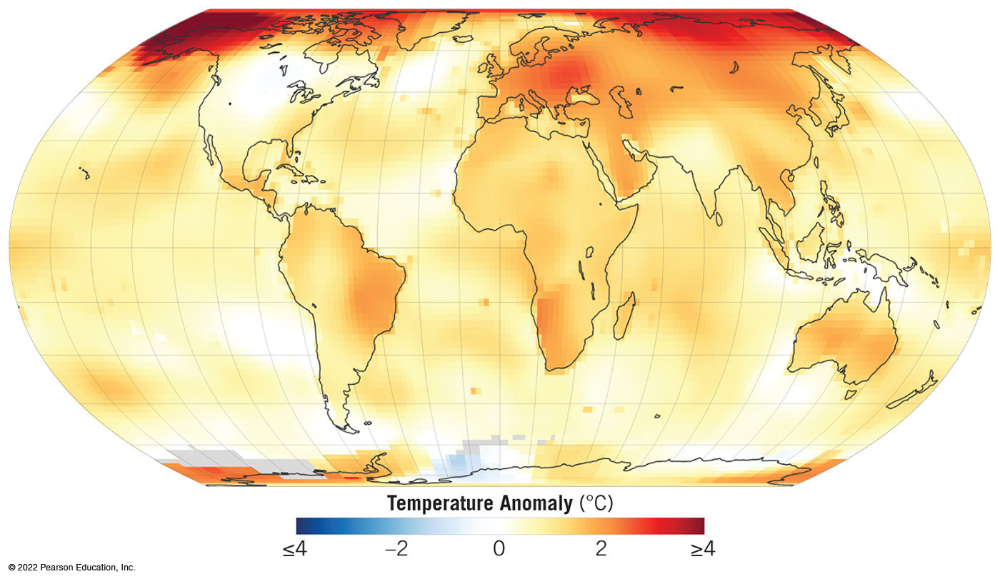 Temperature Anomaly (°C)
≤4 −2 0 2 ≥4
© 2022 Pearson Education, Inc.